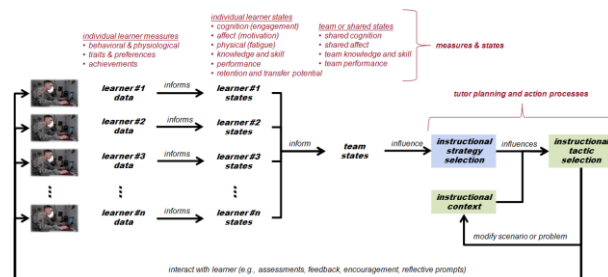 individual learner measures
• behavioral & physiological
• traits & preferences
• achievements
individual learner states
• cognition (engagement)
• affect (motivation)
• physical (fatigue)
• knowledge and skill
• performance
• retention and transfer potential
team or shared states
• shared cognition
• shared affect
• team knowledge and skill
• team performance
measures & states
tutor planning and action processes
learner #1
data
informs
learner #1
states
learner #2
data
informs
learner #2
states
learner #3
data
informs
learner #3
states
learner #n
data
informs
learner #n
states
inform
team
states
influence
instructional
strategy
selection
influences
instructional
tactic
selection
instructional
context
modify scenario or problem
interact with learner (e.g., assessments, feedback, encouragement, reflective prompts)